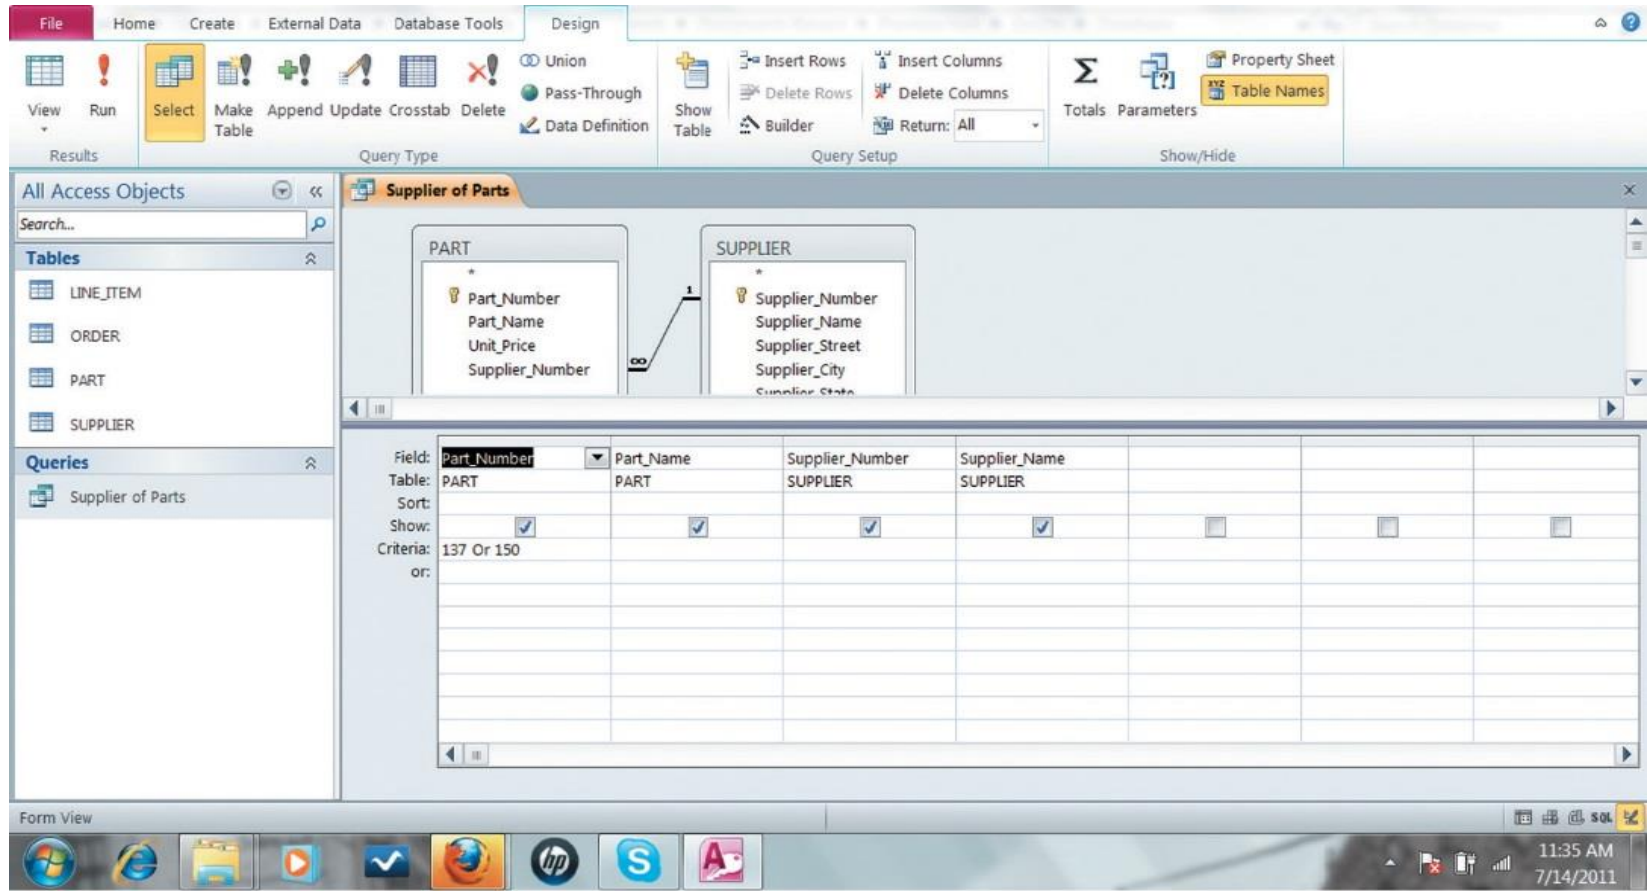 File Home Create External Data Database Tools Design
View
Run
Select
Make Table
Append
Update
Crosstab
Delete
Union
Pass-Through
Data Definition
Show Table
Insert Rows
Delete Rows
Builder
Insert Columns
Delete Columns
Return: All
Totals
Parameters
Property Sheet
Table Names
Results Query Type Query Setup Show/Hide
All Access Objects
Search...
Tables
LINE_ITEM
ORDER
PART
SUPPLIER
Queries
Supplier of Parts
Supplier of Parts
PART
*
Part_Number
Part_Name
Unit_Price
Supplier_Number
∞
1
SUPPLIER
*
Supplier_Number
Supplier_Name
Supplier_Street
Supplier_City
Supplier_State
Field: Part_Number Part_Name Supplier_Number Supplier_Name
Table: PART PART SUPPLIER SUPPLIER
Sort:
Show:
Criteria: 137 Or 150
or:
Form View
SQL
hp
11:35 AM
7/14/2011